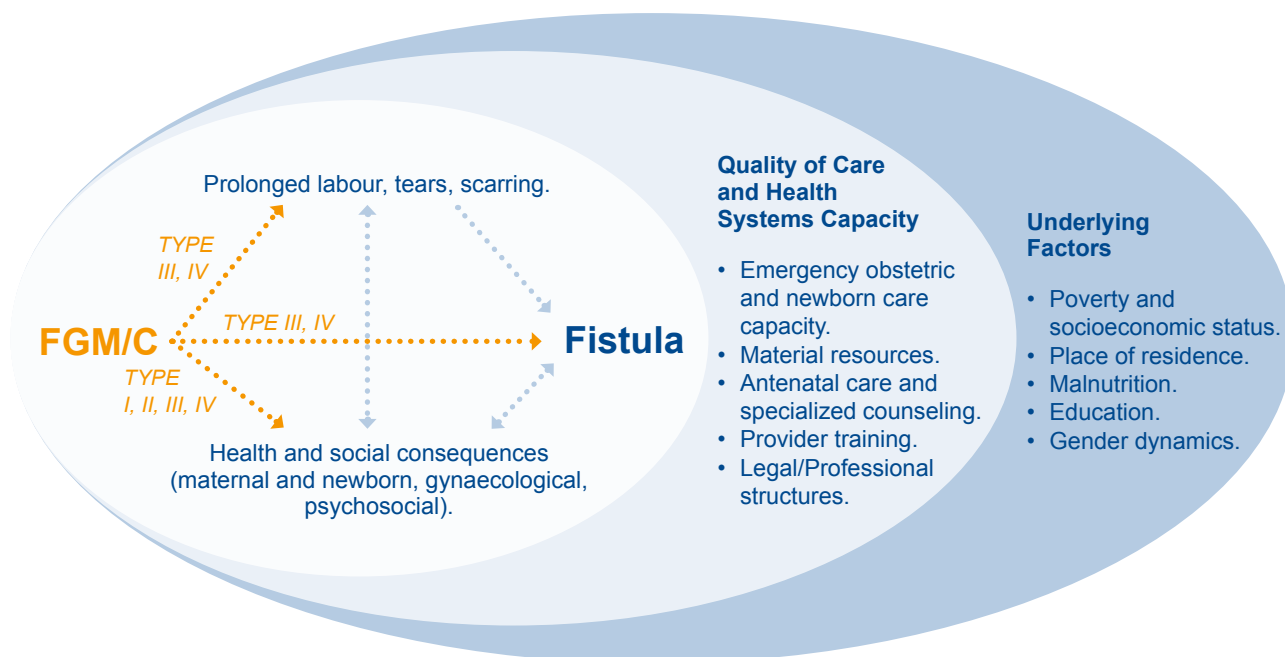 Prolonged labour, tears, scarring.
TYPE
III, IV
FGM/C
TYPE III, IV
Fistula
TYPE
I, II, III, IV
Health and social consequences
(maternal and newborn, gynaecological,
psychosocial).
Quality of Care
and Health
Systems Capacity
• Emergency obstetric
and newborn care
capacity.
• Material resources.
• Antenatal care and
specialized counseling.
• Provider training.
• Legal/Professional
structures.
Underlying
Factors
• Poverty and
socioeconomic status.
• Place of residence.
• Malnutrition.
• Education.
• Gender dynamics.